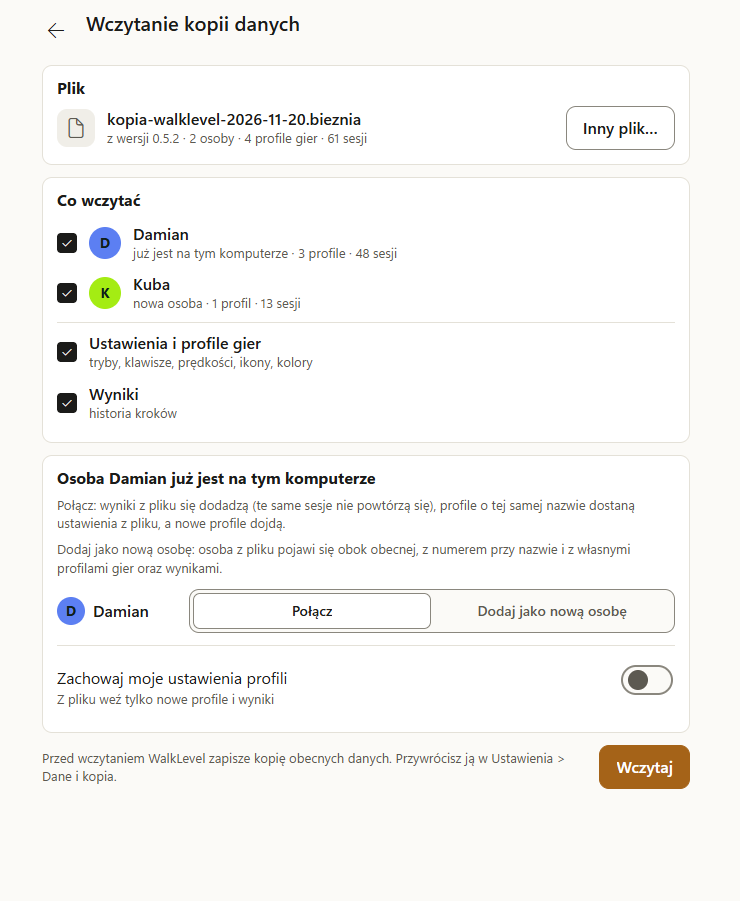 Wczytanie kopii danych
Plik
kopia-walklevel-2026-11-20.bieznia
z wersji 0.5.2 · 2 osoby · 4 profile gier · 61 sesji
Inny plik...
Co wczytać
D
Damian
już jest na tym komputerze · 3 profile · 48 sesji
K
Kuba
nowa osoba · 1 profil · 13 sesji
Ustawienia i profile gier
tryby, klawisze, prędkości, ikony, kolory
Wyniki
historia kroków
Osoba Damian już jest na tym komputerze
Połącz: wyniki z pliku się dodadzą (te same sesje nie powtórzą się), profile o tej samej nazwie dostaną
ustawienia z pliku, a nowe profile dojdą.
Dodaj jako nową osobę: osoba z pliku pojawi się obok obecnej, z numerem przy nazwie i z własnymi
profilami gier oraz wynikami.
D
Damian
Połącz
Dodaj jako nową osobę
Zachowaj moje ustawienia profili
Z pliku weź tylko nowe profile i wyniki
Przed wczytaniem WalkLevel zapisze kopię obecnych danych. Przywrócisz ją w Ustawienia >
Dane i kopia.
Wczytaj